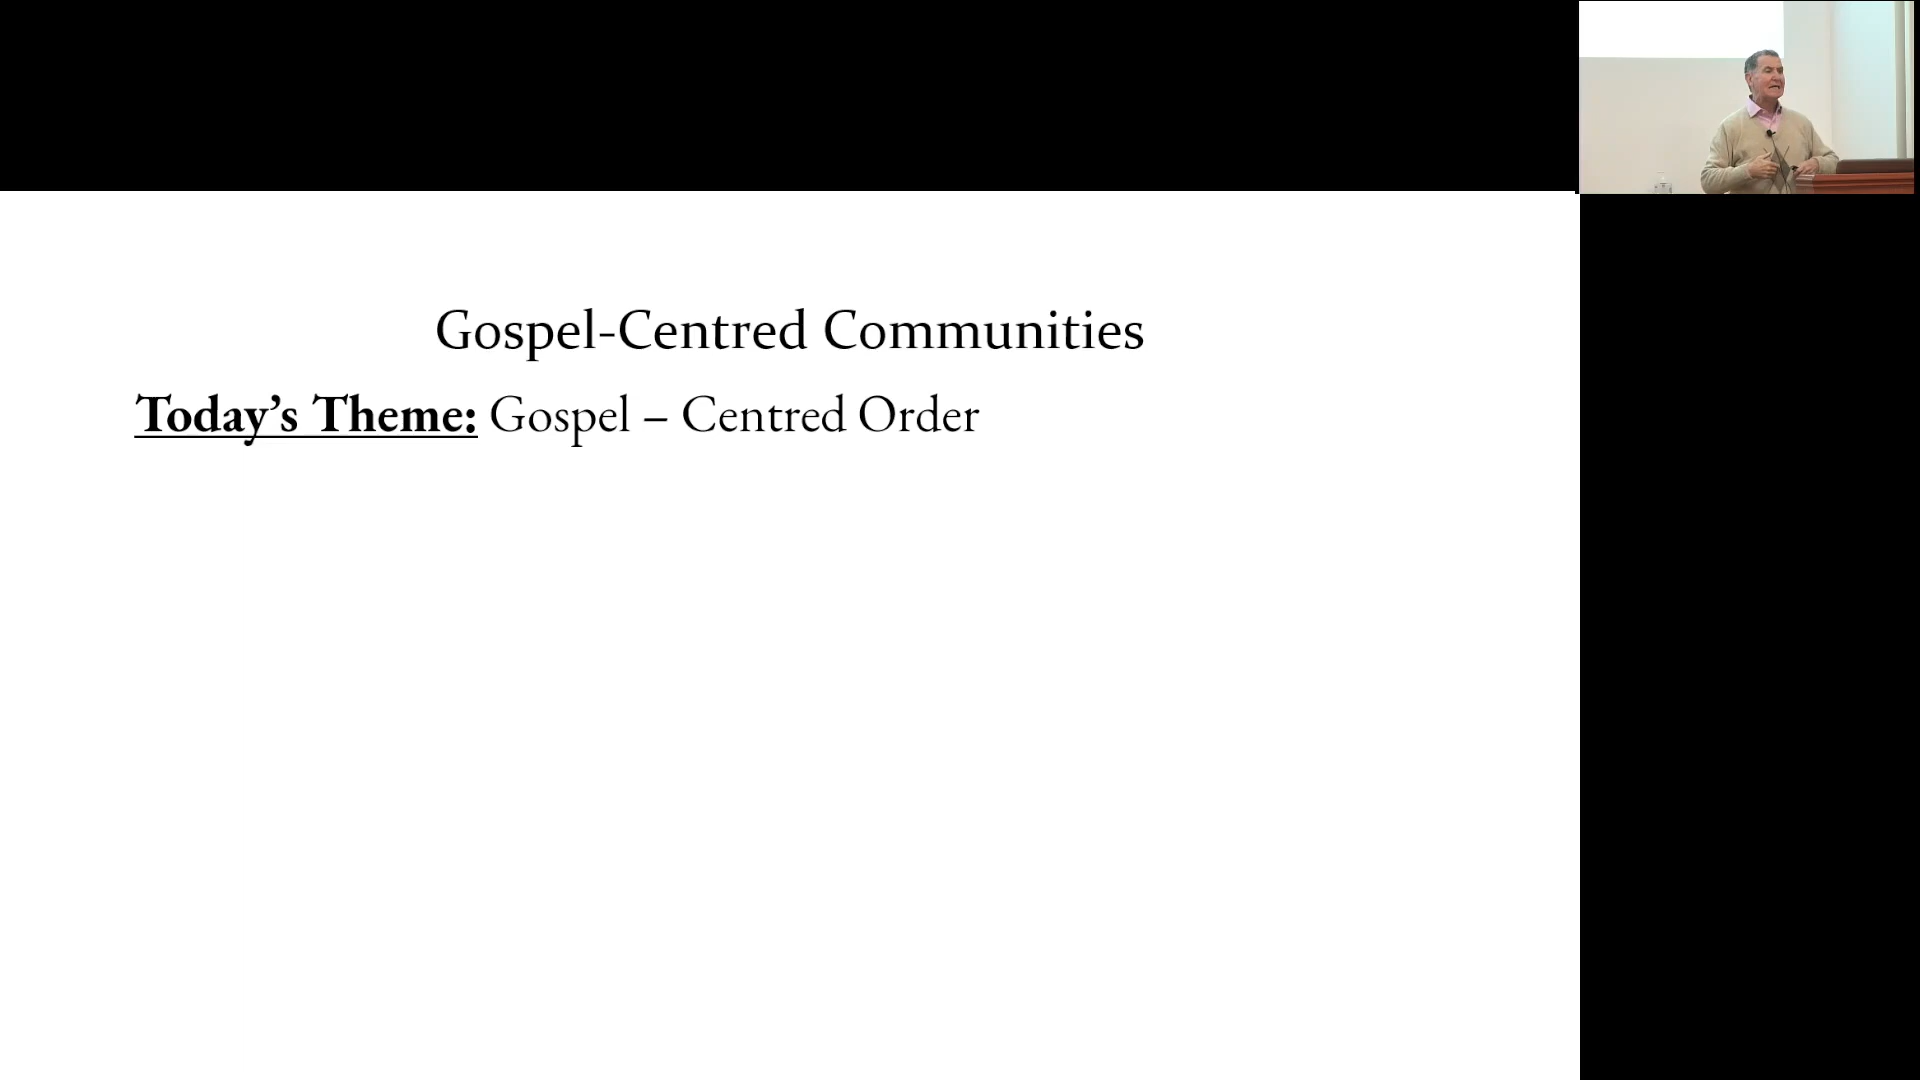 Gospel-Centred Communities
Today’s Theme: Gospel – Centred Order